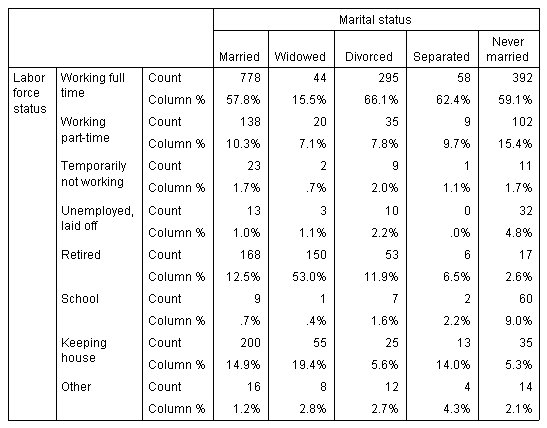 Marital status
Married Widowed Divorced Separated Never married
Labor force status Working full time Count 778 44 295 58 392
Column % 57.8% 15.5% 66.1% 62.4% 59.1%
Working part-time Count 138 20 35 9 102
Column % 10.3% 7.1% 7.8% 9.7% 15.4%
Temporarily not working Count 23 2 9 1 11
Column % 1.7% .7% 2.0% 1.1% 1.7%
Unemployed, laid off Count 13 3 10 0 32
Column % 1.0% 1.1% 2.2% .0% 4.8%
Retired Count 168 150 53 6 17
Column % 12.5% 53.0% 11.9% 6.5% 2.6%
School Count 9 1 7 2 60
Column % .7% .4% 1.6% 2.2% 9.0%
Keeping house Count 200 55 25 13 35
Column % 14.9% 19.4% 5.6% 14.0% 5.3%
Other Count 16 8 12 4 14
Column % 1.2% 2.8% 2.7% 4.3% 2.1%